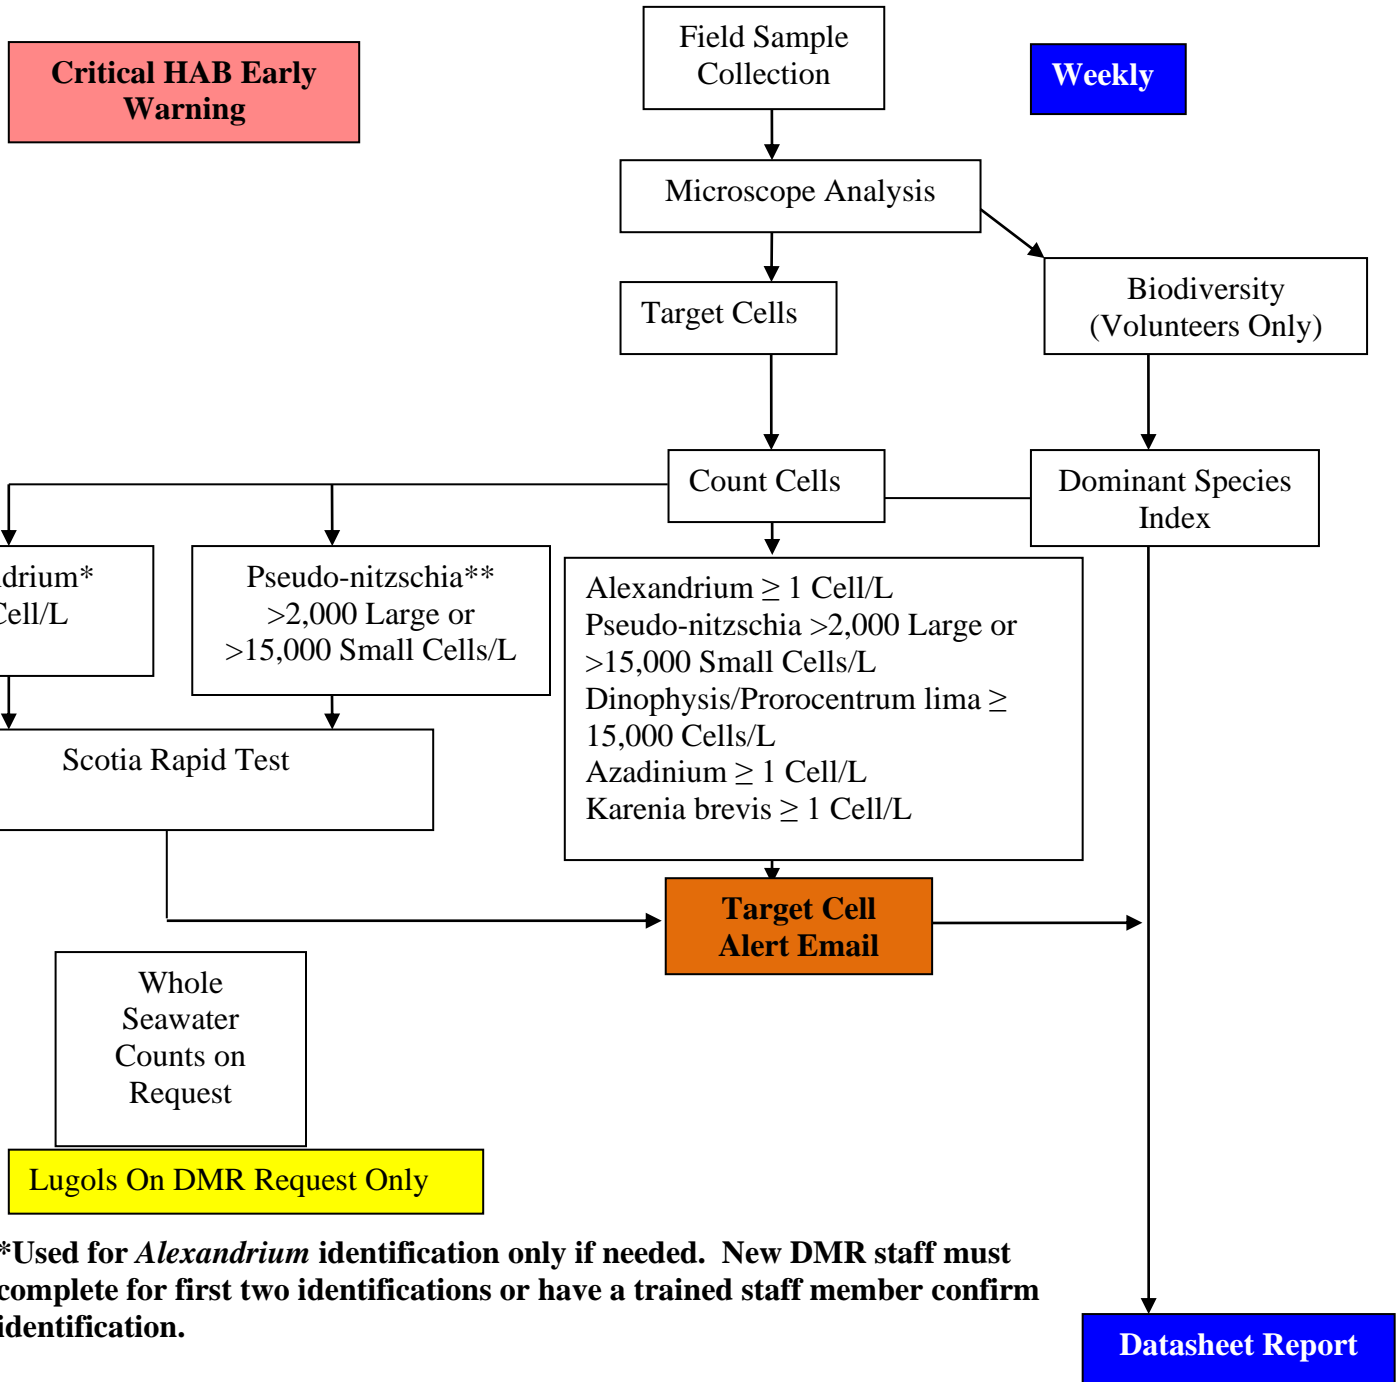 Field Sample
Collection
Critical HAB Early
Warning
Weekly
Microscope Analysis
Target Cells
Biodiversity
(Volunteers Only)
Count Cells
Dominant Species
Index
drium*
Cell/L
Pseudo-nitzschia**
>2,000 Large or
>15,000 Small Cells/L
Alexandrium ≥ 1 Cell/L
Pseudo-nitzschia >2,000 Large or
>15,000 Small Cells/L
Dinophysis/Prorocentrum lima ≥
15,000 Cells/L
Azadinium ≥ 1 Cell/L
Karenia brevis ≥ 1 Cell/L
Scotia Rapid Test
Target Cell
Alert Email
Whole
Seawater
Counts on
Request
Lugols On DMR Request Only
*Used for Alexandrium identification only if needed. New DMR staff must
complete for first two identifications or have a trained staff member confirm
identification.
Datasheet Report